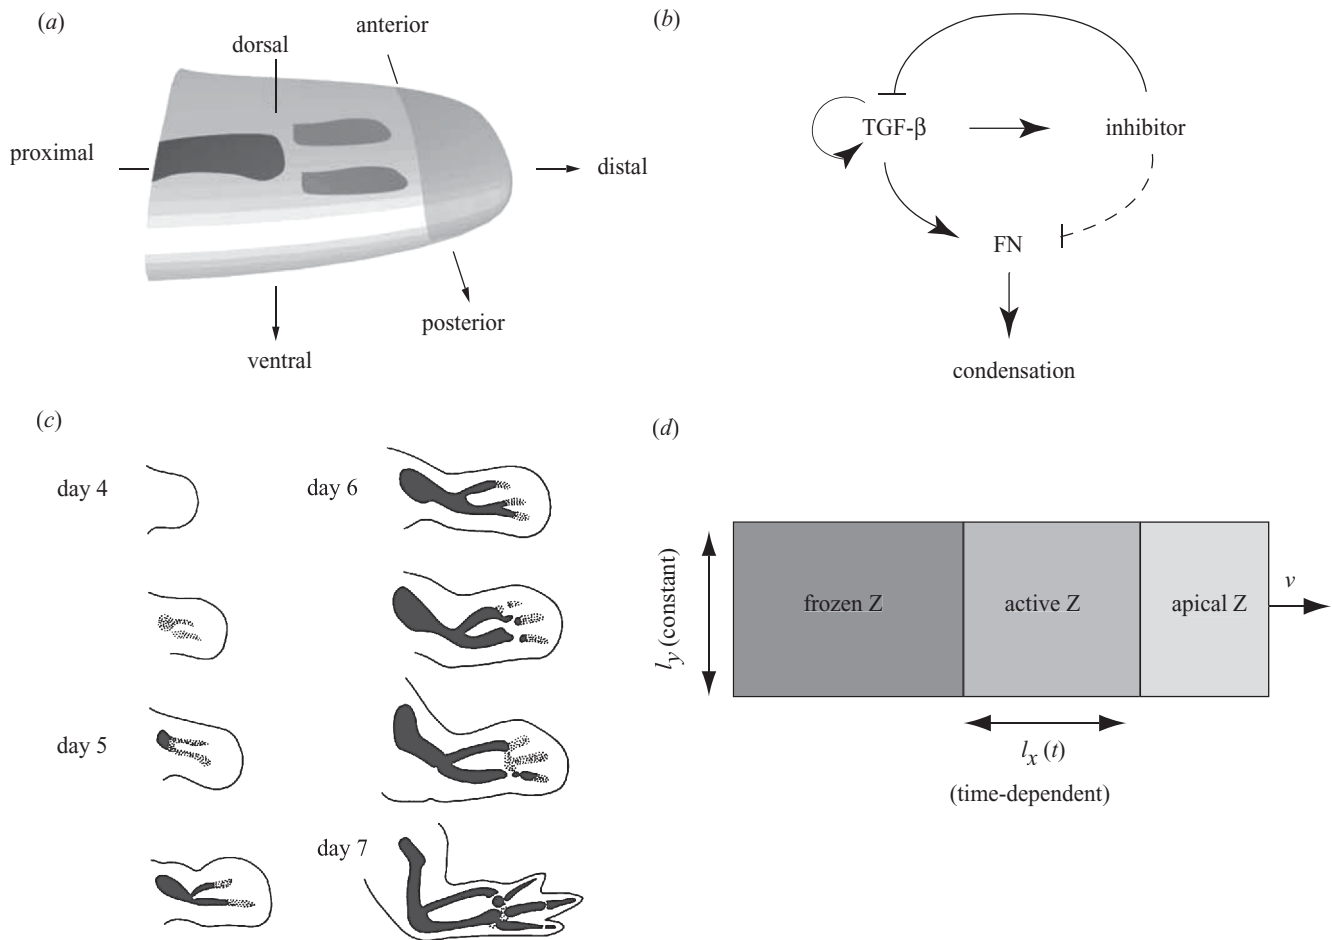 (a)
anterior
dorsal
proximal
distal
posterior
ventral
(b)
TGF-β
inhibitor
FN
condensation
(c)
day 4
day 6
day 5
day 7
(d)
l_y (constant)
frozen Z
active Z
apical Z
v
l_x (t)
(time-dependent)